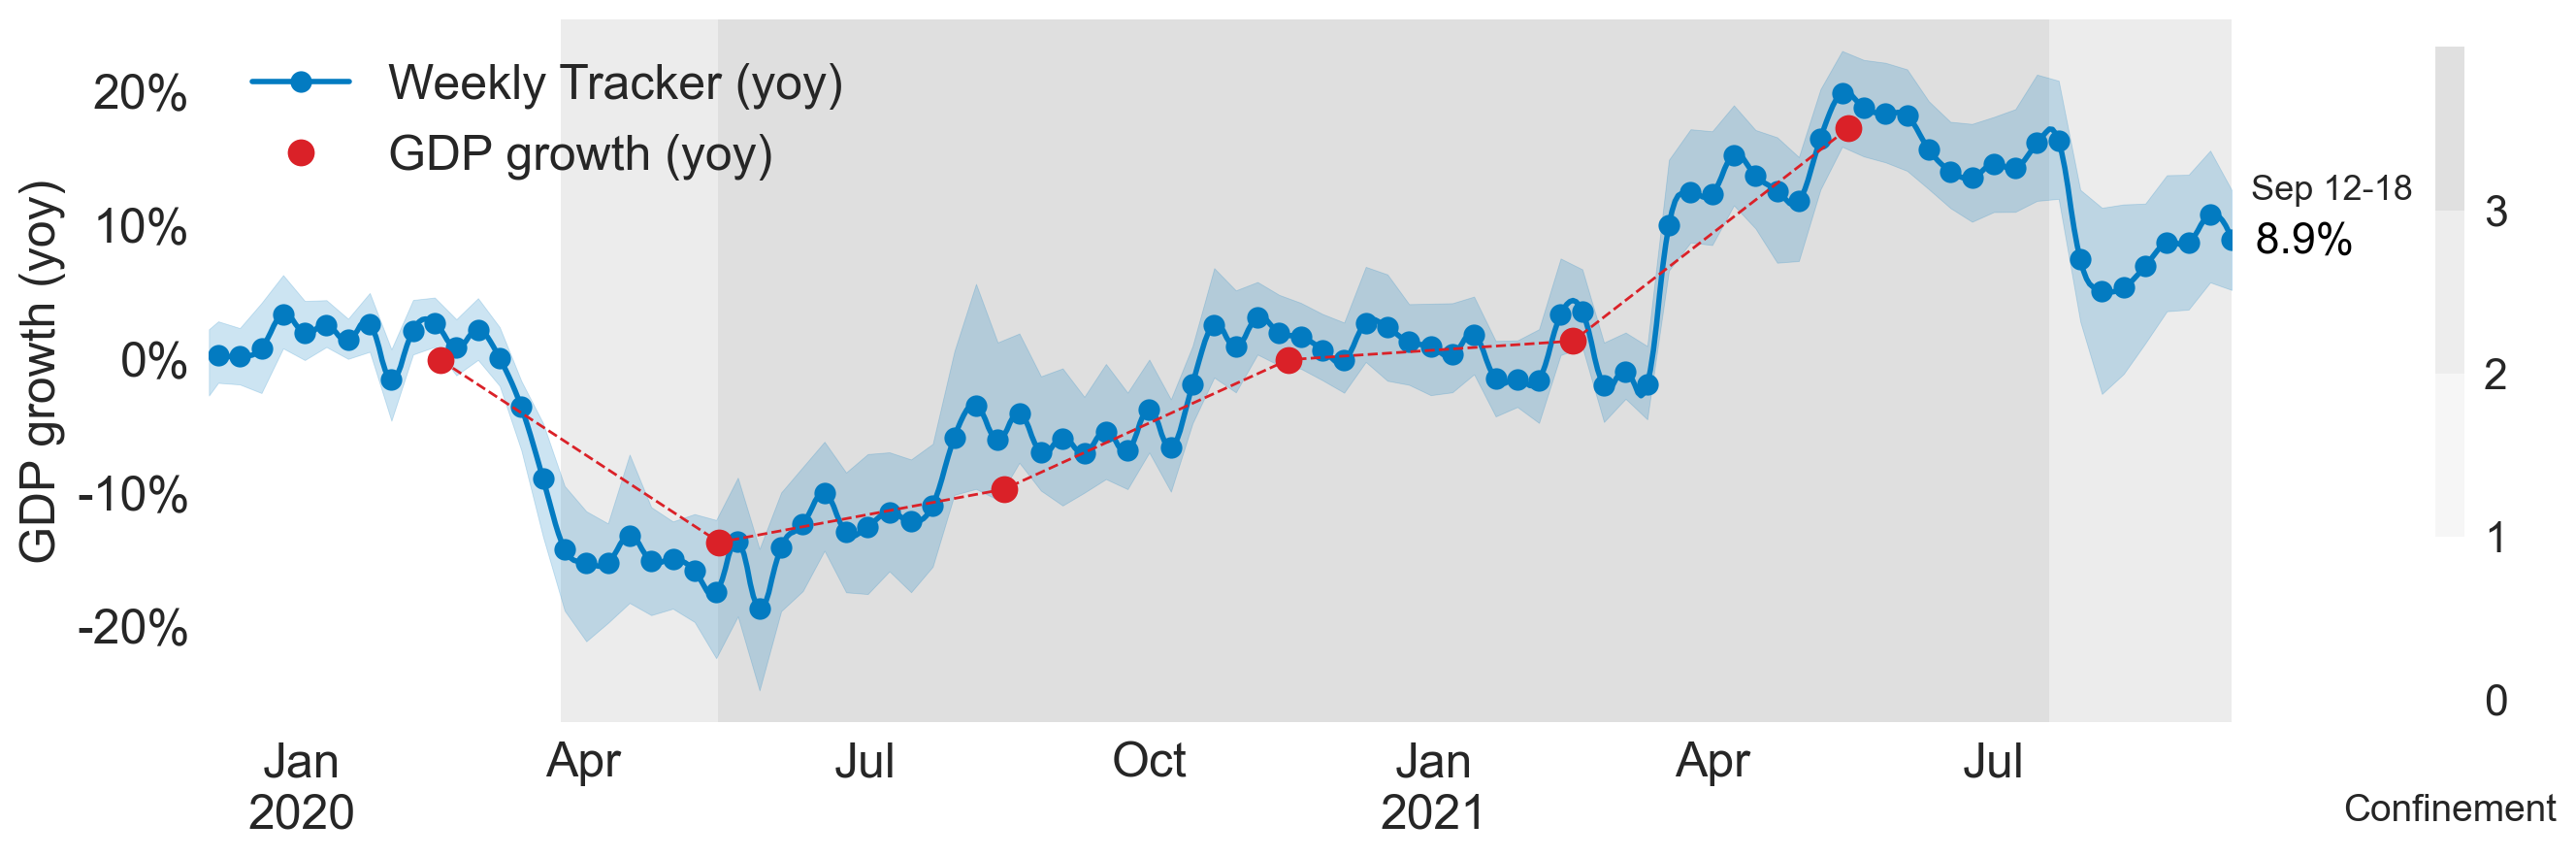 Weekly Tracker (yoy)
GDP growth (yoy)
GDP growth (yoy)
20%
10%
0%
-10%
-20%
Jan
2020
Apr
Jul
Oct
Jan
2021
Apr
Jul
Sep 12-18
8.9%
3
2
1
0
Confinement